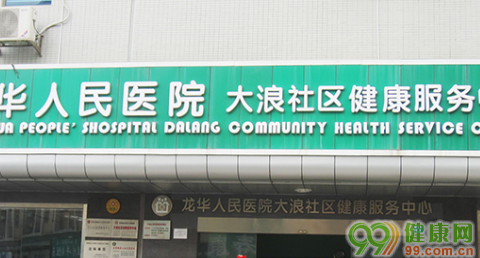 华人民医院 大浪社区健康服务中
UA PEOPLE' SHOSPITAL DALANG COMMUNITY HEALTH SERVICE C
龙华人民医院大浪社区健康服务中心
99健康网
99.com.cn